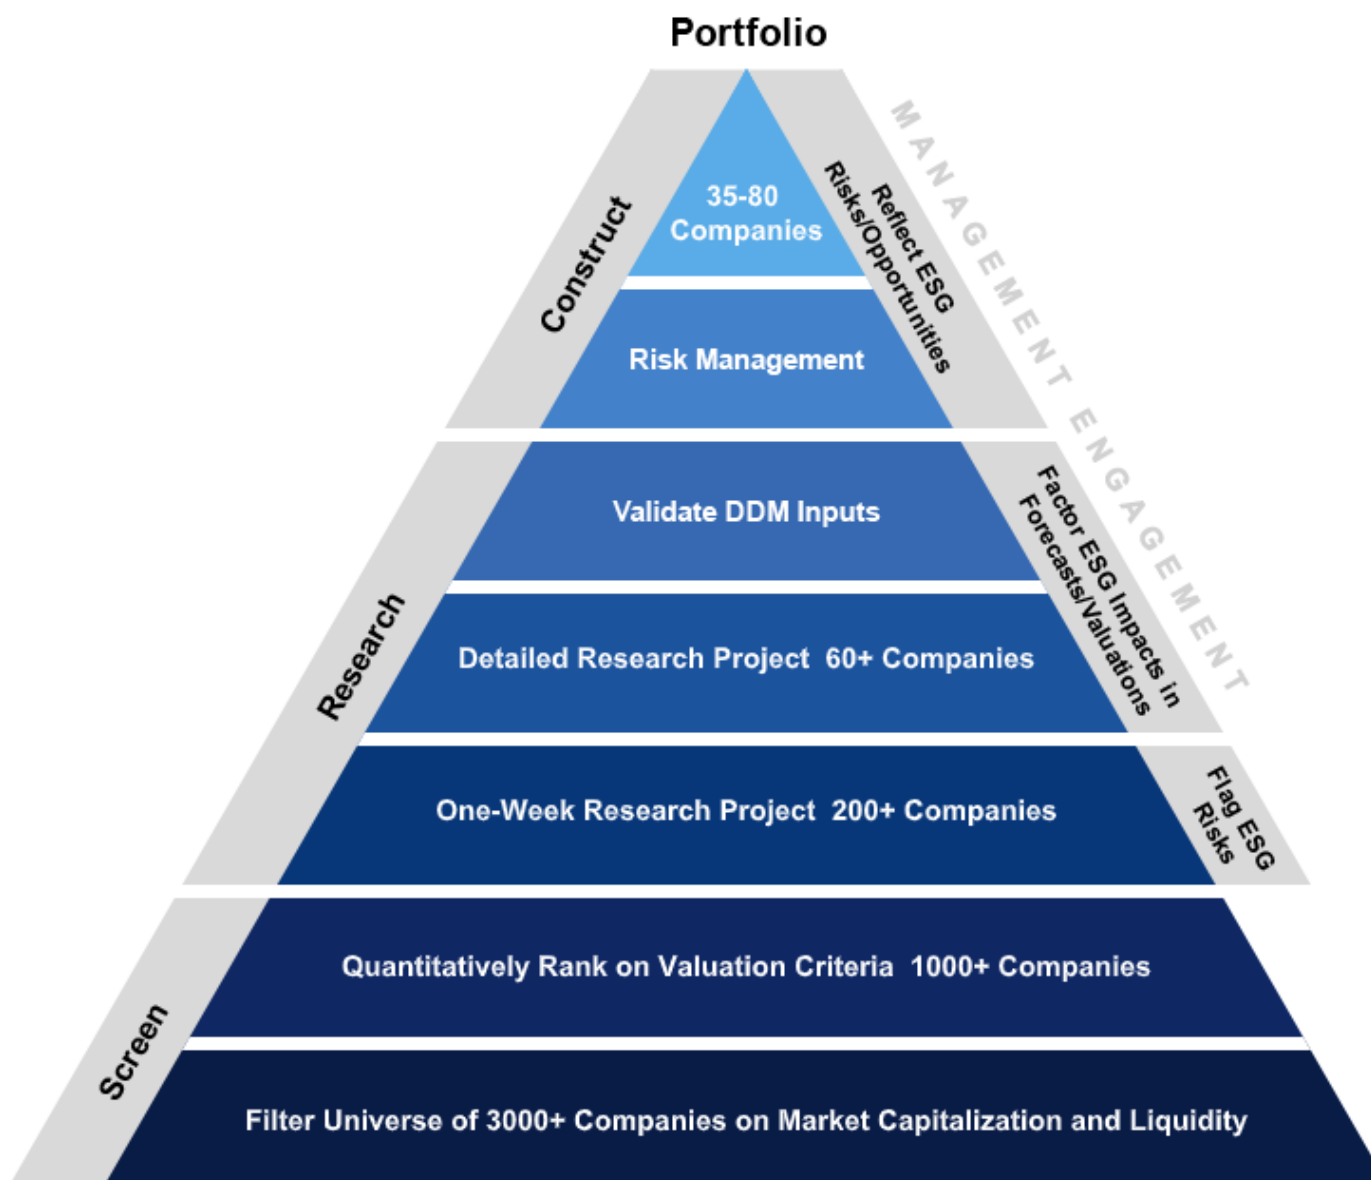 Portfolio
35-80
Companies
Risk Management
Validate DDM Inputs
Detailed Research Project 60+ Companies
One-Week Research Project 200+ Companies
Quantitatively Rank on Valuation Criteria 1000+ Companies
Filter Universe of 3000+ Companies on Market Capitalization and Liquidity
Construct
Research
Screen
Reflect ESG
Risks/Opportunities
Factor ESG Impacts in
Forecasts/Valuations
Flag ESG
Risks
MANAGEMENT ENGAGEMENT